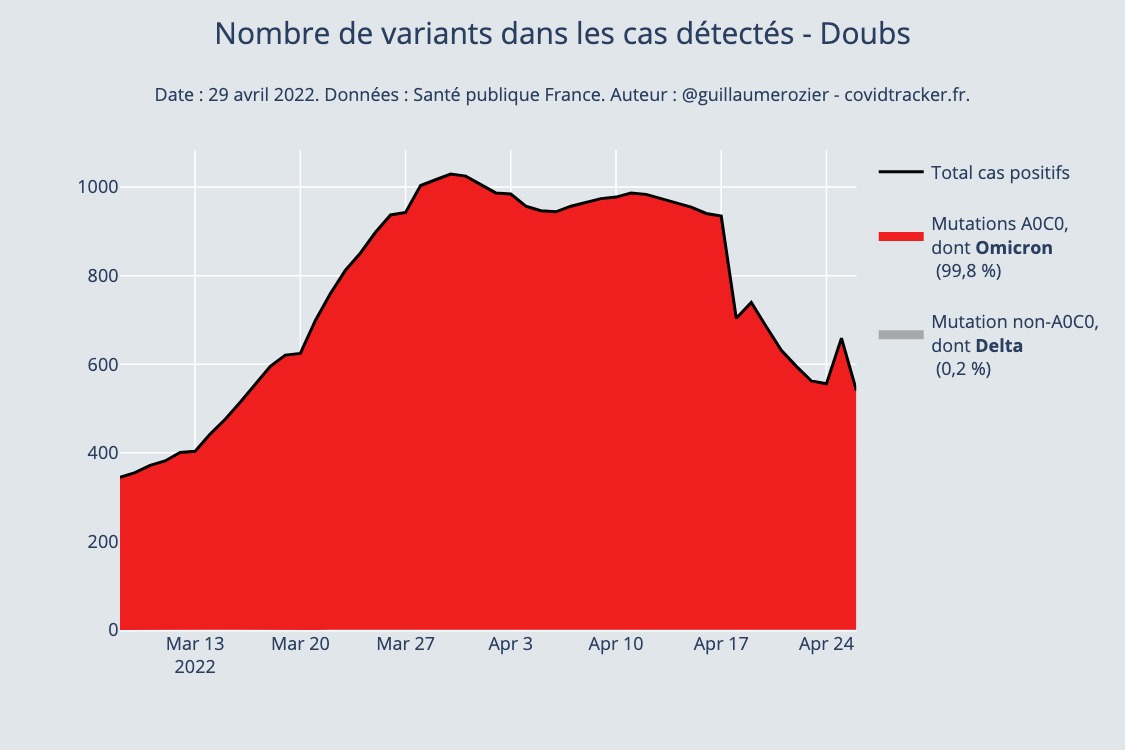 Nombre de variants dans les cas détectés - Doubs
Date : 29 avril 2022. Données : Santé publique France. Auteur : @guillaumerozier - covidtracker.fr.
1000
800
600
400
200
0
Mar 13
2022
Mar 20
Mar 27
Apr 3
Apr 10
Apr 17
Apr 24
Total cas positifs
Mutations A0C0,
dont Omicron
(99,8 %)
Mutation non-A0C0,
dont Delta
(0,2 %)